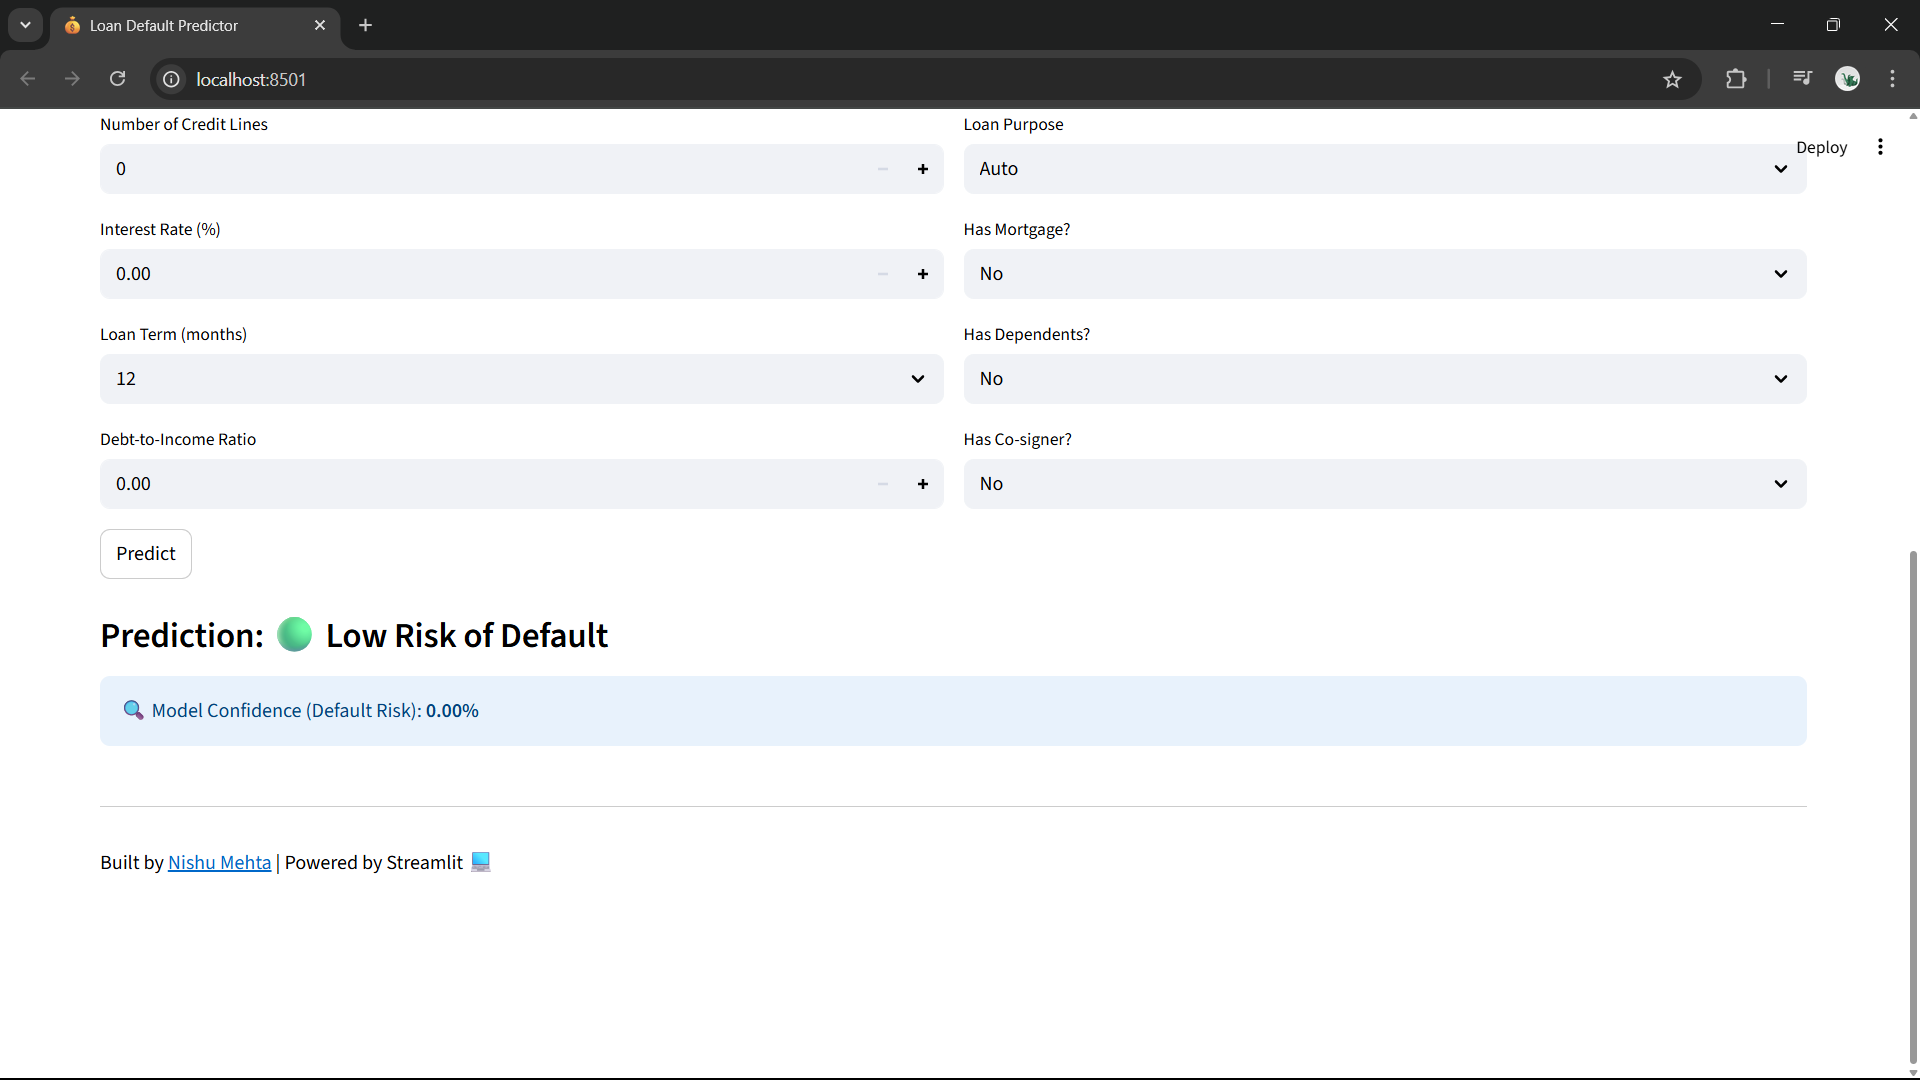 Loan Default Predictor
localhost:8501
Deploy
Number of Credit Lines
0
Interest Rate (%)
0.00
Loan Term (months)
12
Debt-to-Income Ratio
0.00
Loan Purpose
Auto
Has Mortgage?
No
Has Dependents?
No
Has Co-signer?
No
Predict
Prediction: 🟢 Low Risk of Default
🔍 Model Confidence (Default Risk): 0.00%
Built by Nishu Mehta | Powered by Streamlit 💻